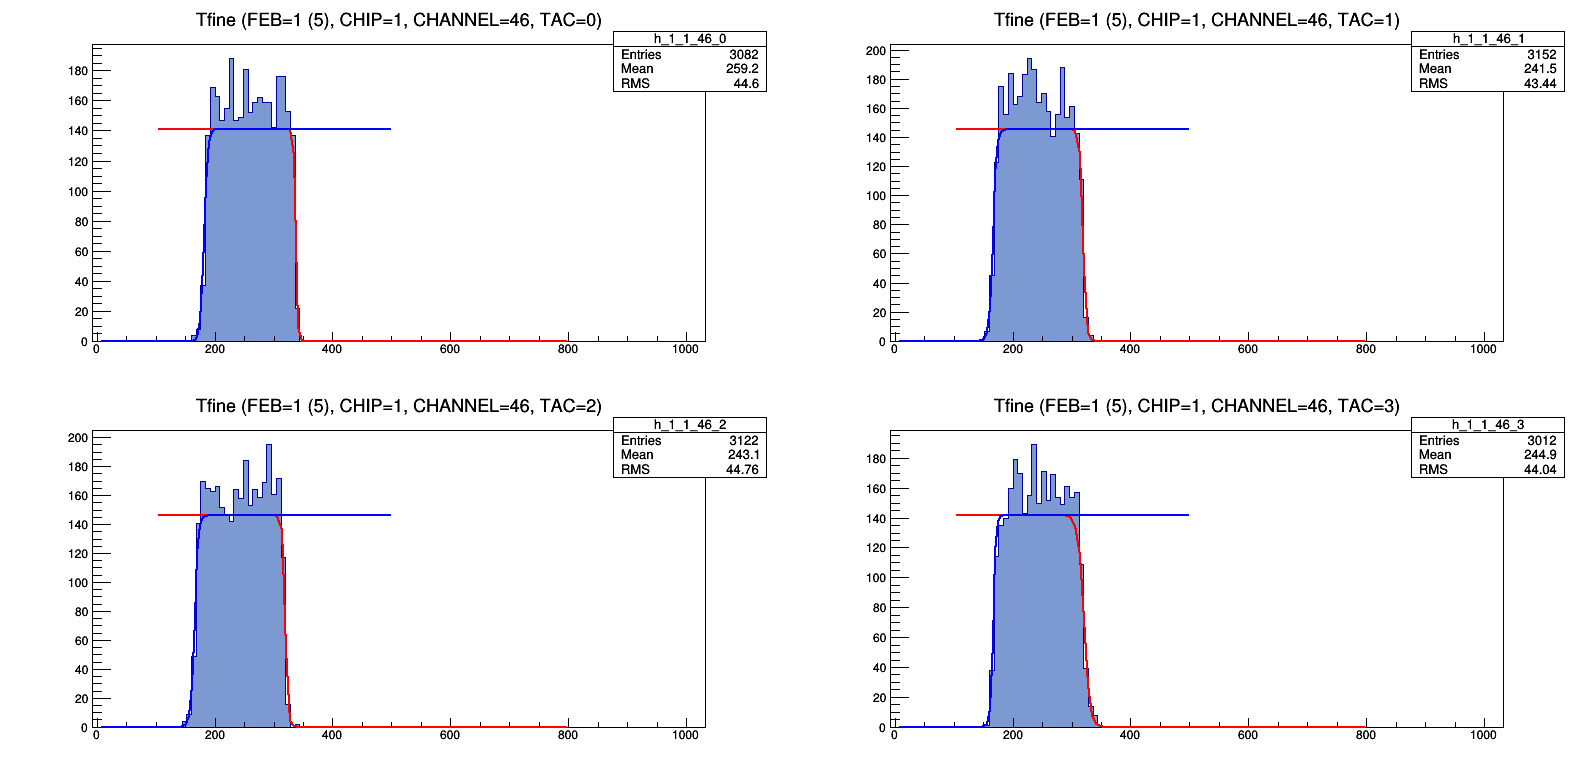 Tfine (FEB=1 (5), CHIP=1, CHANNEL=46, TAC=0)
h_1_1_46_0
Entries 3082
Mean 259.2
RMS 44.6
180
160
140
120
100
80
60
40
20
0
0 200 400 600 800 1000
Tfine (FEB=1 (5), CHIP=1, CHANNEL=46, TAC=1)
h_1_1_46_1
Entries 3152
Mean 241.5
RMS 43.44
200
180
160
140
120
100
80
60
40
20
0
0 200 400 600 800 1000
Tfine (FEB=1 (5), CHIP=1, CHANNEL=46, TAC=2)
h_1_1_46_2
Entries 3122
Mean 243.1
RMS 44.76
200
180
160
140
120
100
80
60
40
20
0
0 200 400 600 800 1000
Tfine (FEB=1 (5), CHIP=1, CHANNEL=46, TAC=3)
h_1_1_46_3
Entries 3012
Mean 244.9
RMS 44.04
180
160
140
120
100
80
60
40
20
0
0 200 400 600 800 1000